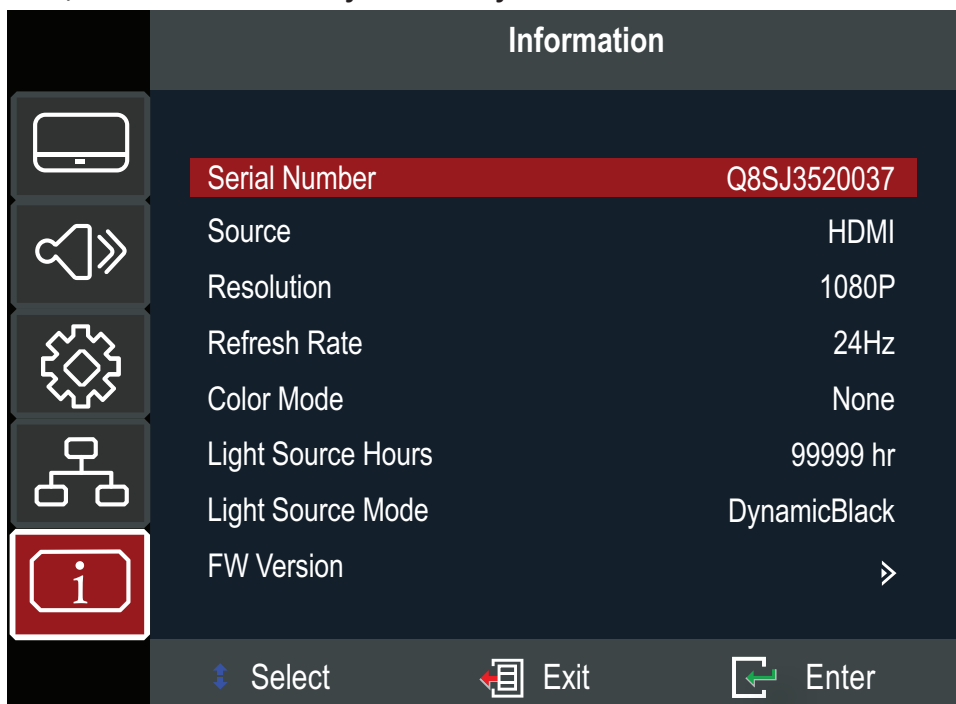 Information
Serial Number Q8SJ3520037
Source HDMI
Resolution 1080P
Refresh Rate 24Hz
Color Mode None
Light Source Hours 99999 hr
Light Source Mode DynamicBlack
FW Version
i
Select Exit Enter